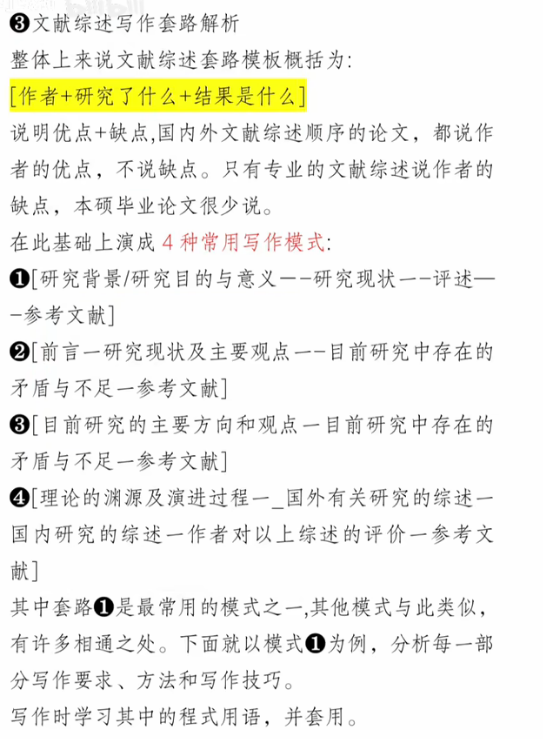 ❸文献综述写作套路解析
整体上来说文献综述套路模板概括为:
[作者+研究了什么+结果是什么]
说明优点+缺点,国内外文献综述顺序的论文，都说作
者的优点，不说缺点。只有专业的文献综述说作者的
缺点，本硕毕业论文很少说。
在此基础上演成 4 种常用写作模式:
❶[研究背景/研究目的与意义一--研究现状一-评述—
-参考文献]
❷[前言一研究现状及主要观点一--目前研究中存在的
矛盾与不足一参考文献]
❸[目前研究的主要方向和观点一目前研究中存在的
矛盾与不足一参考文献]
❹[理论的渊源及演进过程一_国外有关研究的综述一
国内研究的综述一作者对以上综述的评价一参考文
献]
其中套路❶是最常用的模式之一,其他模式与此类似，
有许多相通之处。下面就以模式❶为例，分析每一部
分写作要求、方法和写作技巧。
写作时学习其中的程式用语，并套用。